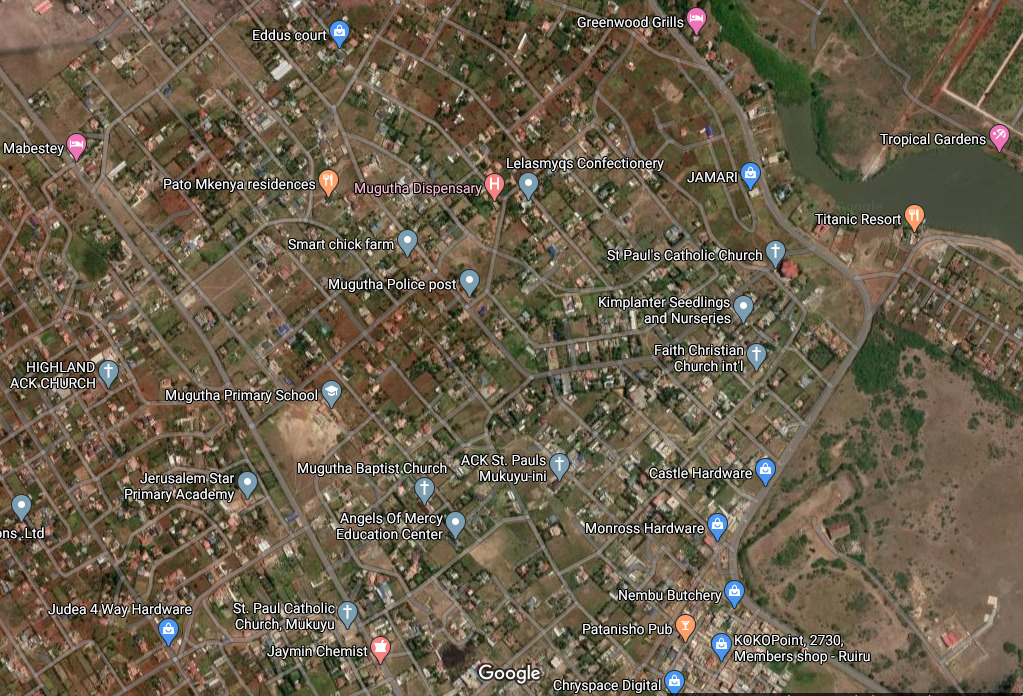 Greenwood Grills
Eddus court
Tropical Gardens
Mabestey
Lelasmyqs Confectionery
JAMARI
Pato Mkenya residences
Mugutha Dispensary
Titanic Resort
Smart chick farm
St Paul's Catholic Church
Mugutha Police post
Kimplanter Seedlings
and Nurseries
Faith Christian
Church int'l
HIGHLAND
ACK CHURCH
Mugutha Primary School
ACK St. Pauls
Mukuyu-ini
Mugutha Baptist Church
Castle Hardware
Jerusalem Star
Primary Academy
ons .Ltd
Angels Of Mercy
Education Center
Monross Hardware
Nembu Butchery
Judea 4 Way Hardware
St. Paul Catholic
Church, Mukuyu
Patanisho Pub
KOKOPoint, 2730,
Members shop - Ruiru
Jaymin Chemist
Google
Chryspace Digital